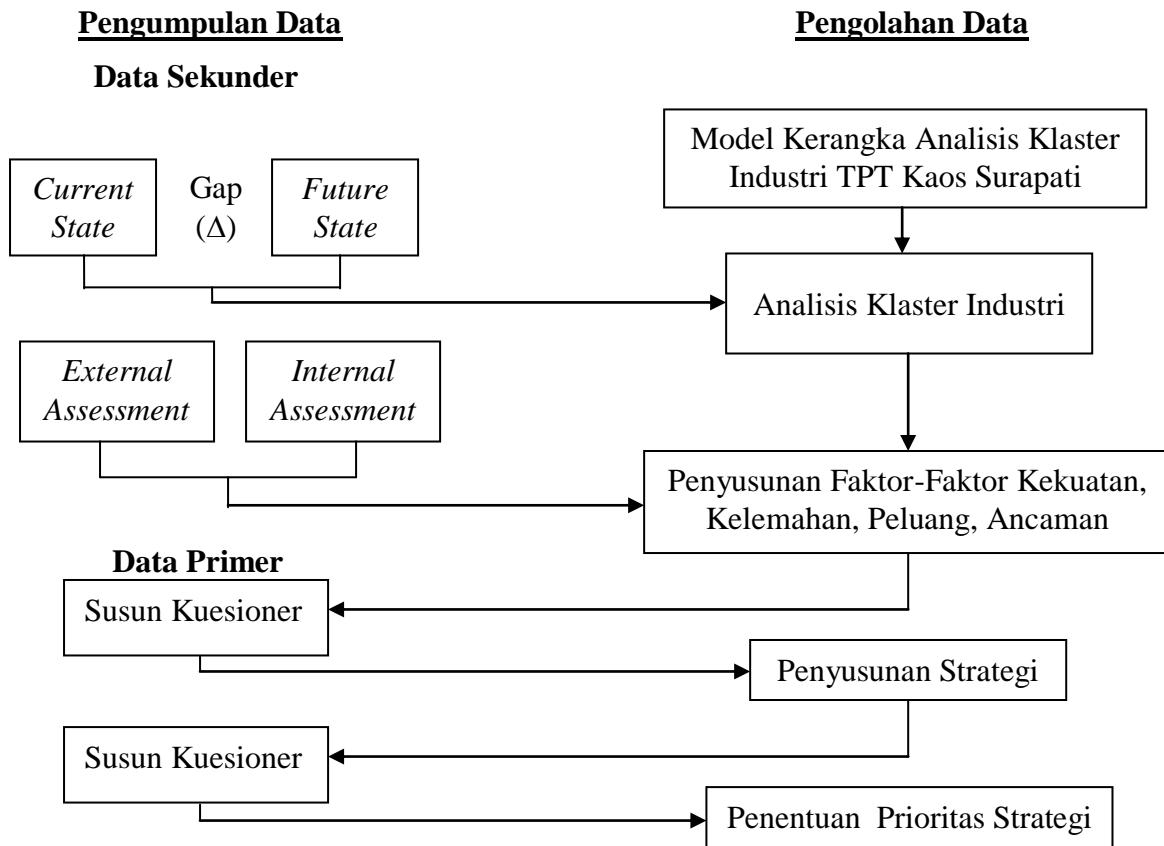 Pengumpulan Data
Pengolahan Data
Data Sekunder
Model Kerangka Analisis Klaster
Industri TPT Kaos Surapati
Current
State
Gap
(Δ)
Future
State
Analisis Klaster Industri
External
Assessment
Internal
Assessment
Penyusunan Faktor-Faktor Kekuatan,
Kelemahan, Peluang, Ancaman
Data Primer
Susun Kuesioner
Penyusunan Strategi
Susun Kuesioner
Penentuan Prioritas Strategi